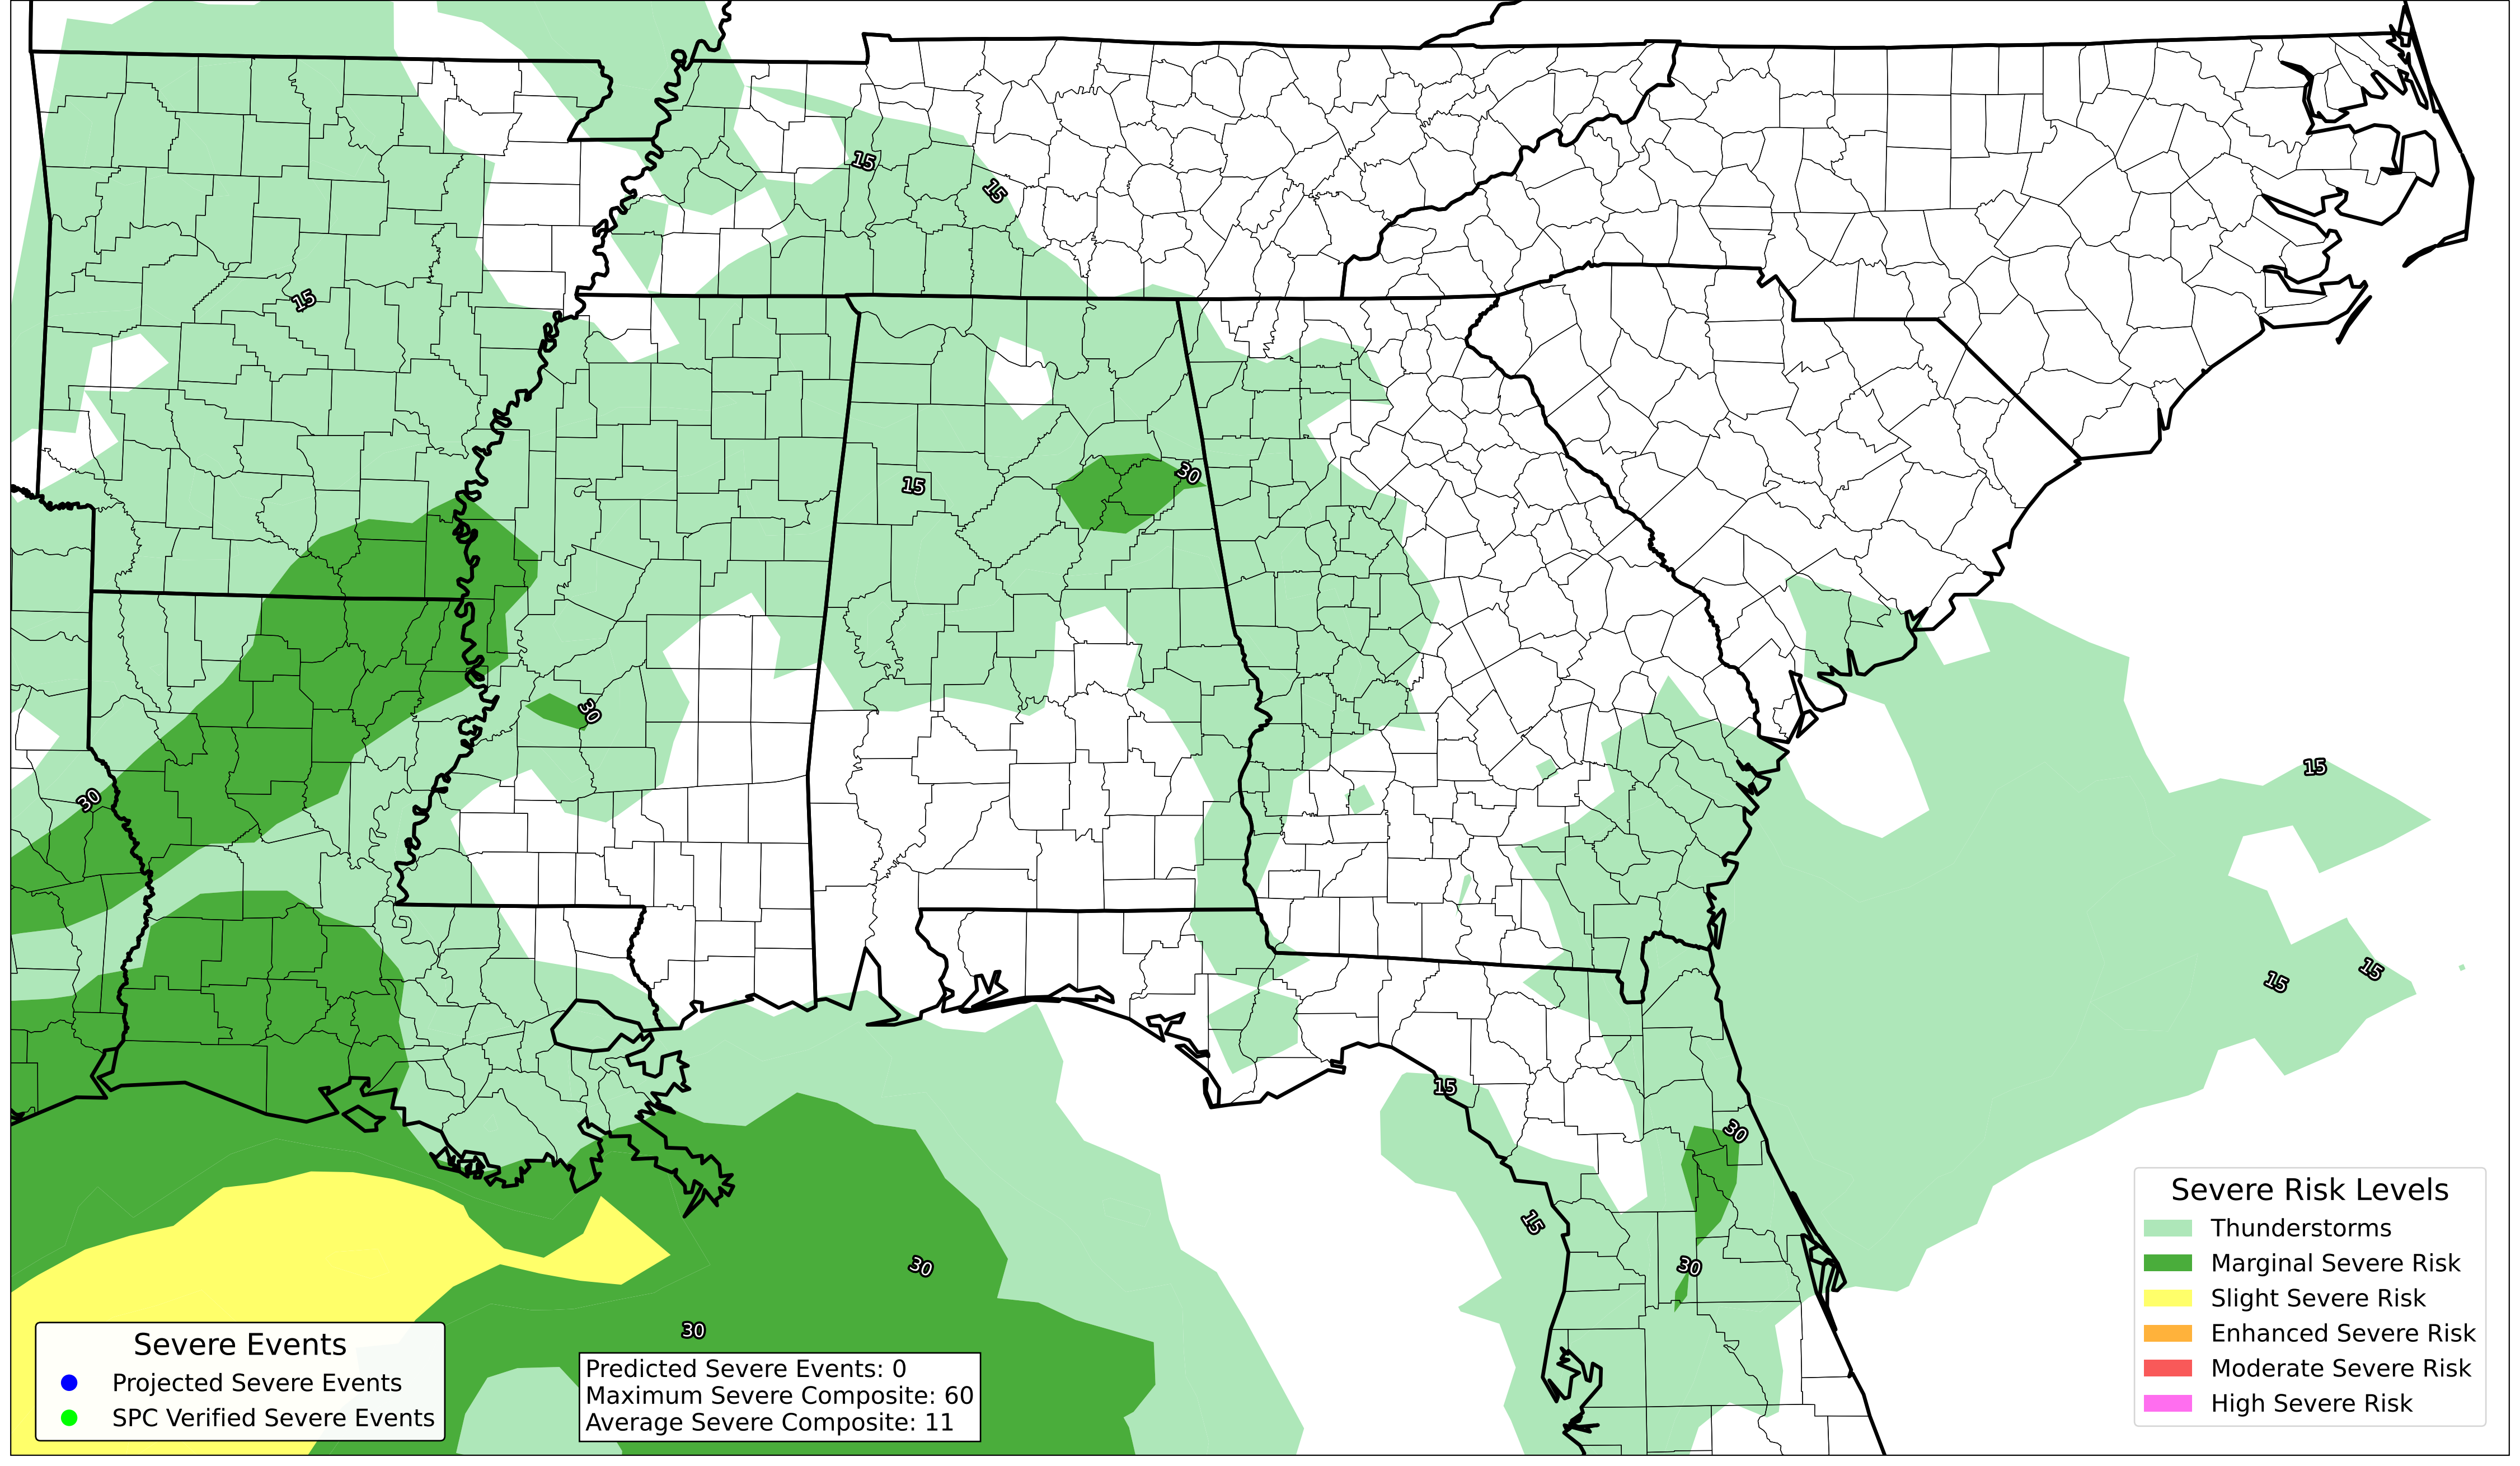 15
15
15
30
15
30
30
15
15
15
15
30
15
30
30
30
Severe Risk Levels
Thunderstorms
Marginal Severe Risk
Slight Severe Risk
Enhanced Severe Risk
Moderate Severe Risk
High Severe Risk
Severe Events
Projected Severe Events
SPC Verified Severe Events
Predicted Severe Events: 0
Maximum Severe Composite: 60
Average Severe Composite: 11